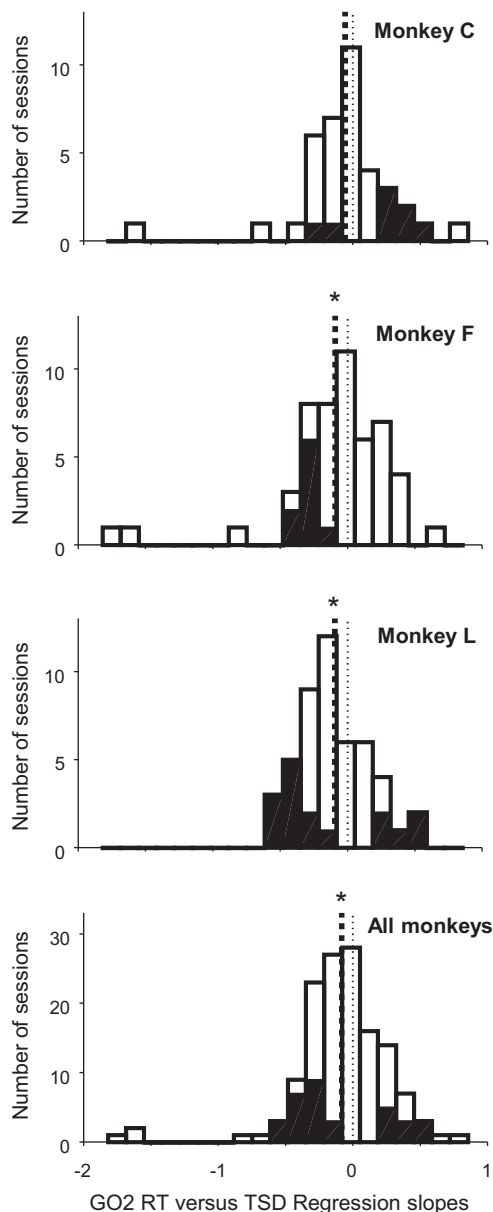 Monkey C
Number of sessions
10
5
0
*
Monkey F
Number of sessions
10
5
0
*
Monkey L
Number of sessions
10
5
0
*
All monkeys
Number of sessions
30
20
10
0
-2 -1 0 1
GO2 RT versus TSD Regression slopes